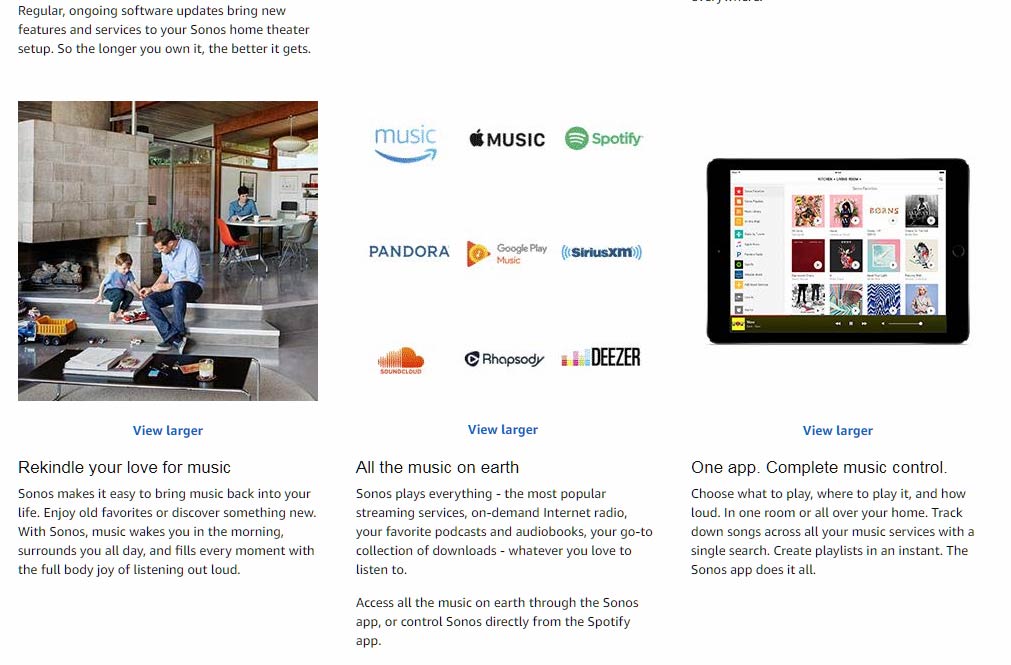 Regular, ongoing software updates bring new
features and services to your Sonos home theater
setup. So the longer you own it, the better it gets.
music
MUSIC
Spotify
PANDORA
Google Play
Music
SiriusXM
SOUNDCLOUD
Rhapsody
DEEZER
View larger
Rekindle your love for music
Sonos makes it easy to bring music back into your
life. Enjoy old favorites or discover something new.
With Sonos, music wakes you in the morning,
surrounds you all day, and fills every moment with
the full body joy of listening out loud.
View larger
All the music on earth
Sonos plays everything - the most popular
streaming services, on-demand Internet radio,
your favorite podcasts and audiobooks, your go-to
collection of downloads - whatever you love to
listen to.
Access all the music on earth through the Sonos
app, or control Sonos directly from the Spotify
app.
KITCHEN + LIVING ROOM
Sonos Favorites
BORNS
View larger
One app. Complete music control.
Choose what to play, where to play it, and how
loud. In one room or all over your home. Track
down songs across all your music services with a
single search. Create playlists in an instant. The
Sonos app does it all.